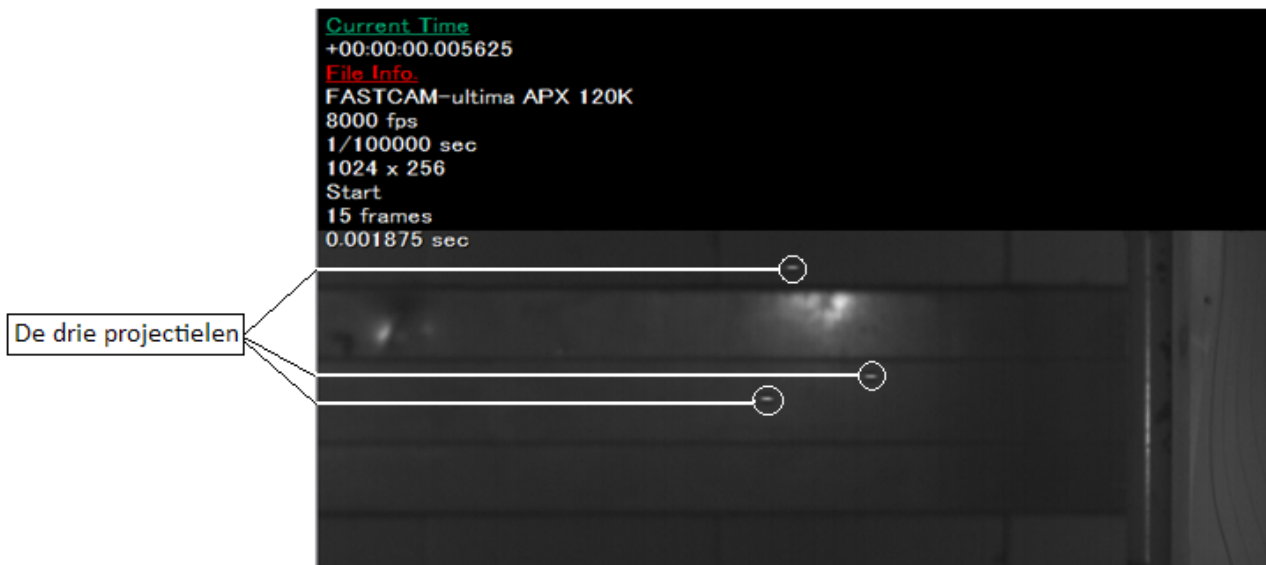 Current Time
+00:00:00.005625
File Info.
FASTCAM-ultima APX 120K
8000 fps
1/100000 sec
1024 x 256
Start
15 frames
0.001875 sec
De drie projectielen